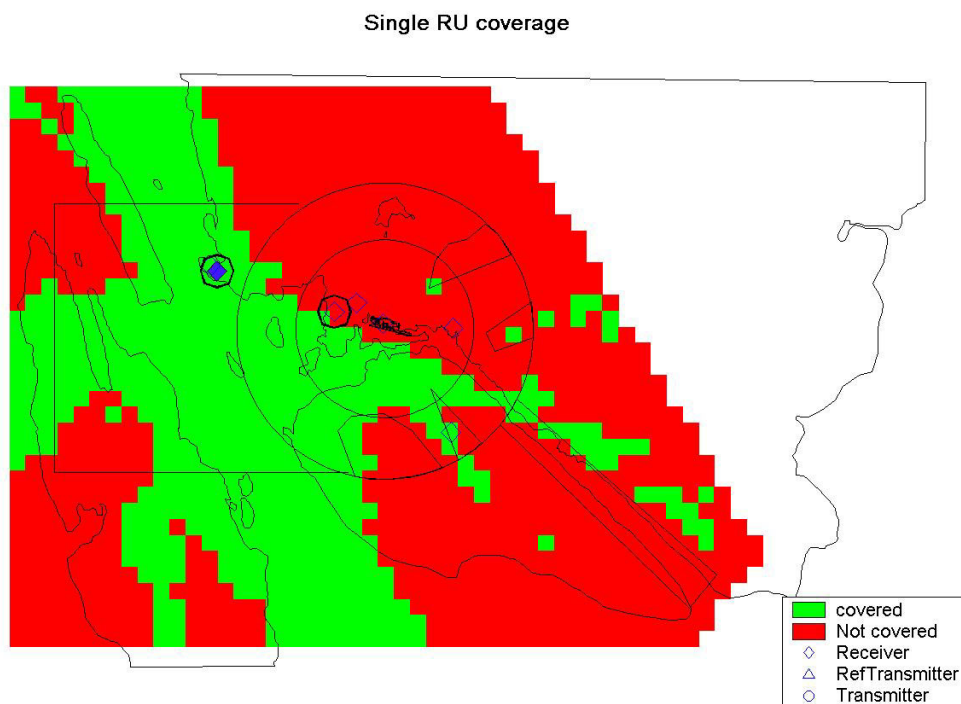 Single RU coverage
covered
Not covered
Receiver
RefTransmitter
Transmitter